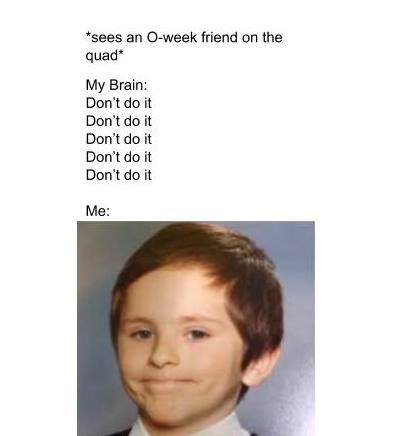 *sees an O-week friend on the
quad*
My Brain:
Don't do it
Don't do it
Don't do it
Don't do it
Don't do it
Me: